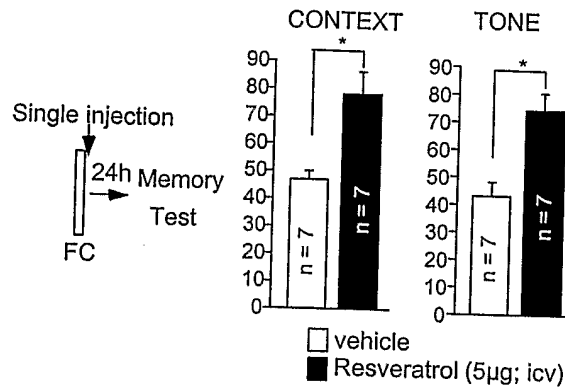 CONTEXT
TONE
*
*
90
80
70
60
50
40
30
20
10
0
90
80
70
60
50
40
30
20
10
0
Single injection
24h Memory
Test
FC
n = 7
n = 7
n = 7
n = 7
vehicle
Resveratrol (5µg; icv)